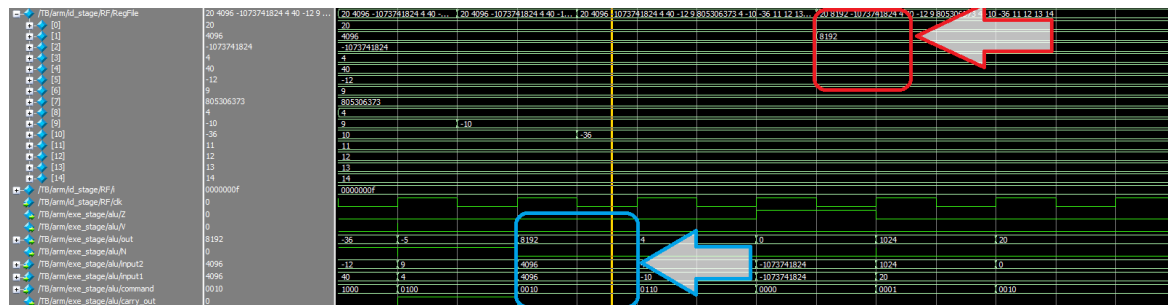 /TB/arm/id_stage/RF/RegFile 20 4096 -1073741824 4 40 -12 9 ... 20 4096 -1073741824 4 40 -... 20 4096 -1073741824 4 40 -1... 20 4096 -1073741824 4 40 -12 9 805306373 4 -10 -36 11 12 13... 20 8192 -1073741824 4 40 -12 9 805306373 4 -10 -36 11 12 13 14
[0] 20 20
[1] 4096 4096 8192
[2] -1073741824 -1073741824
[3] 4 4
[4] 40 40
[5] -12 -12
[6] 9 9
[7] 805306373 805306373
[8] 4 4
[9] -10 9 -10
[10] -36 10 -36
[11] 11 11
[12] 12 12
[13] 13 13
[14] 14 14
/TB/arm/id_stage/RF/i 0000000f 0000000f
/TB/arm/id_stage/RF/clk 0
/TB/arm/exe_stage/alu/Z 0
/TB/arm/exe_stage/alu/V 0
/TB/arm/exe_stage/alu/out 8192 -36 -5 8192 4 0 1024 20
/TB/arm/exe_stage/alu/N 0
/TB/arm/exe_stage/alu/input2 4096 -12 9 4096 -1073741824 1024 0
/TB/arm/exe_stage/alu/input1 4096 40 4 4096 -10 -1073741824 20
/TB/arm/exe_stage/alu/command 0010 1000 0100 0010 0110 0000 0001 0010
/TB/arm/exe_stage/alu/carry_out 0